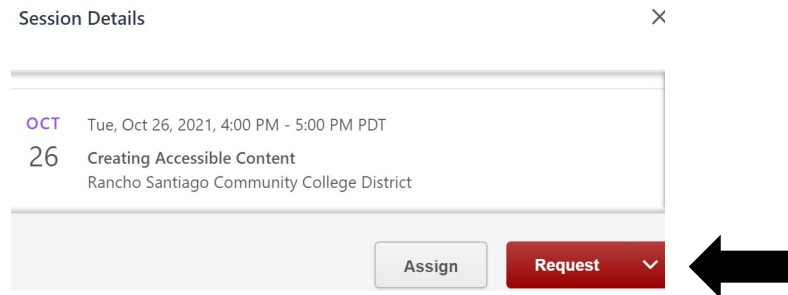 Session Details
OCT
Tue, Oct 26, 2021, 4:00 PM - 5:00 PM PDT
26
Creating Accessible Content
Rancho Santiago Community College District
Assign
Request